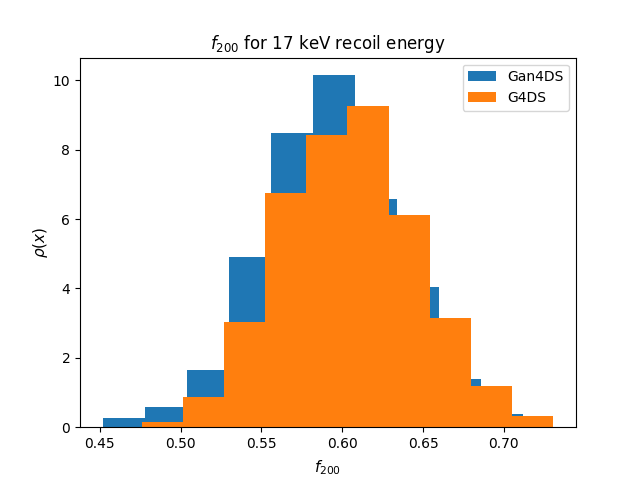 f₂₀₀ for 17 keV recoil energy
Gan4DS
G4DS
ρ(x)
10
8
6
4
2
0
0.45 0.50 0.55 0.60 0.65 0.70
f₂₀₀